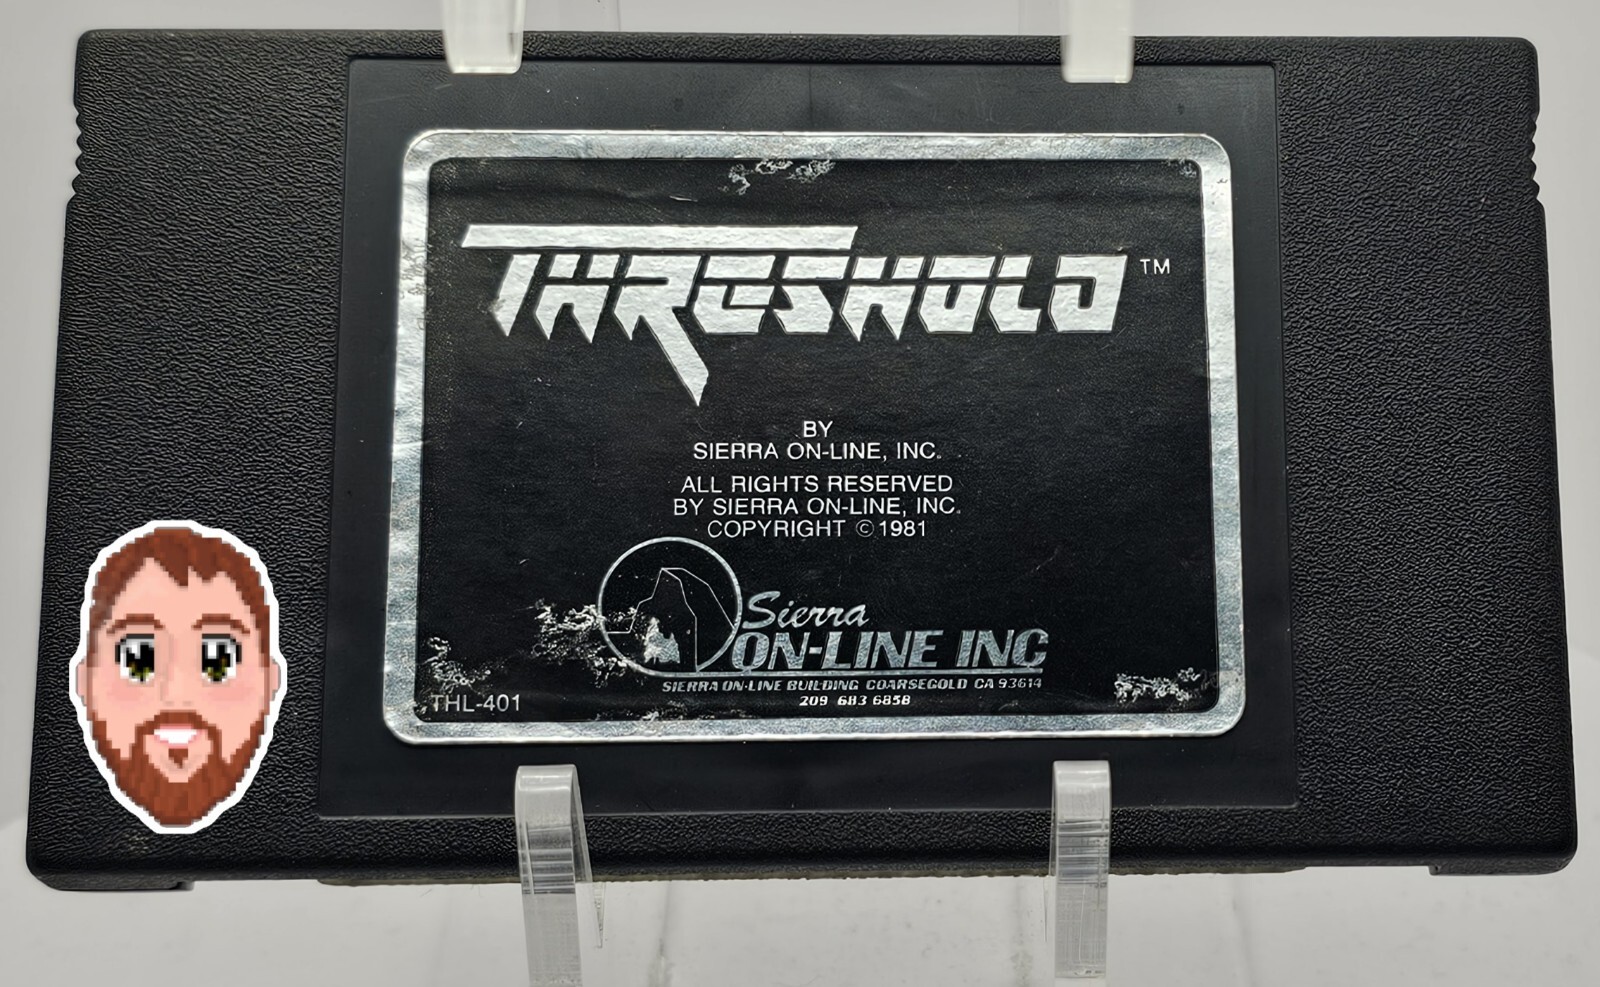 THRESHOLD™
BY
SIERRA ON-LINE, INC.
ALL RIGHTS RESERVED
BY SIERRA ON-LINE, INC.
COPYRIGHT © 1981
Sierra
ON-LINE INC
SIERRA ON-LINE BUILDING COARSEGOLD CA 93614
209 683 6858
THL-401